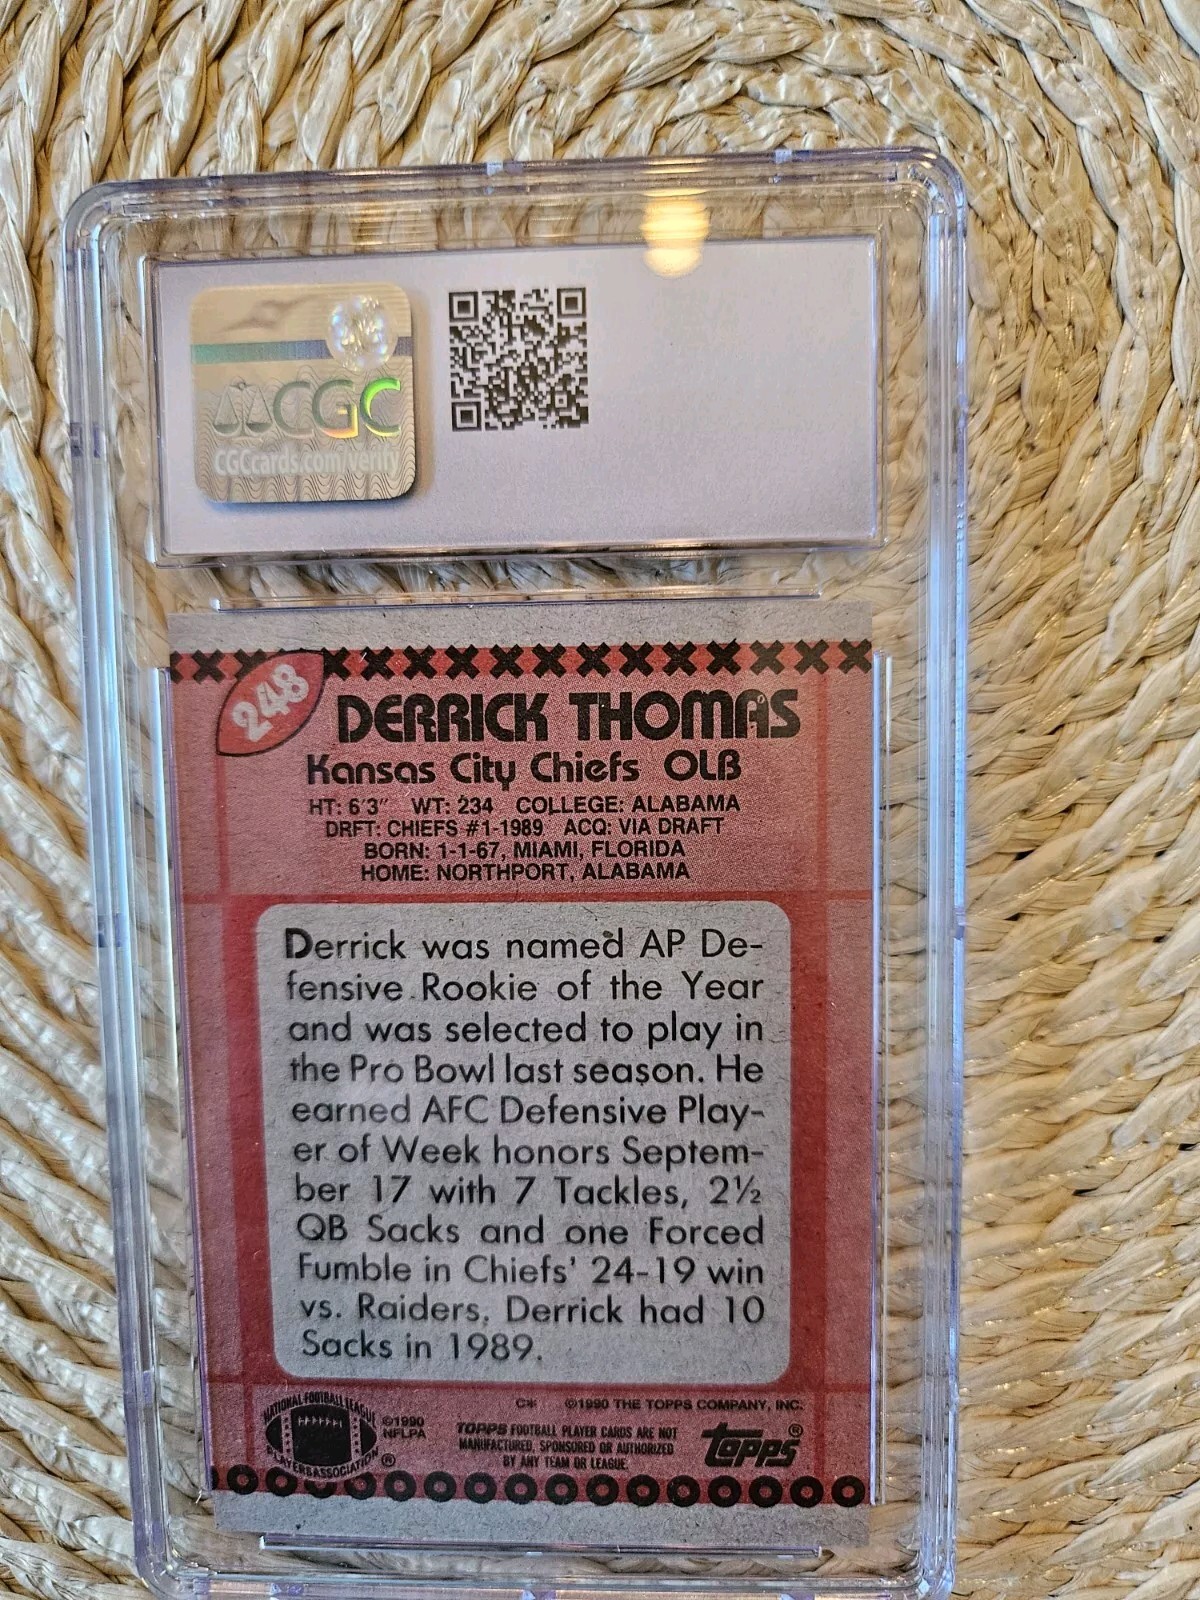 CGC
CGCcards.com/verify
248
DERRICK THOMAS
Kansas City Chiefs OLB
HT: 6'3" WT: 234 COLLEGE: ALABAMA
DRFT: CHIEFS #1-1989 ACQ: VIA DRAFT
BORN: 1-1-67, MIAMI, FLORIDA
HOME: NORTHPORT, ALABAMA
Derrick was named AP De-
fensive Rookie of the Year
and was selected to play in
the Pro Bowl last season. He
earned AFC Defensive Play-
er of Week honors Septem-
ber 17 with 7 Tackles, 2½
QB Sacks and one Forced
Fumble in Chiefs' 24-19 win
vs. Raiders. Derrick had 10
Sacks in 1989.
NATIONAL FOOTBALL LEAGUE
PLAYERS ASSOCIATION ®
©1990
NFLPA
C* ©1990 THE TOPPS COMPANY, INC.
TOPPS FOOTBALL PLAYER CARDS ARE NOT
MANUFACTURED, SPONSORED OR AUTHORIZED
BY ANY TEAM OR LEAGUE.
topps®